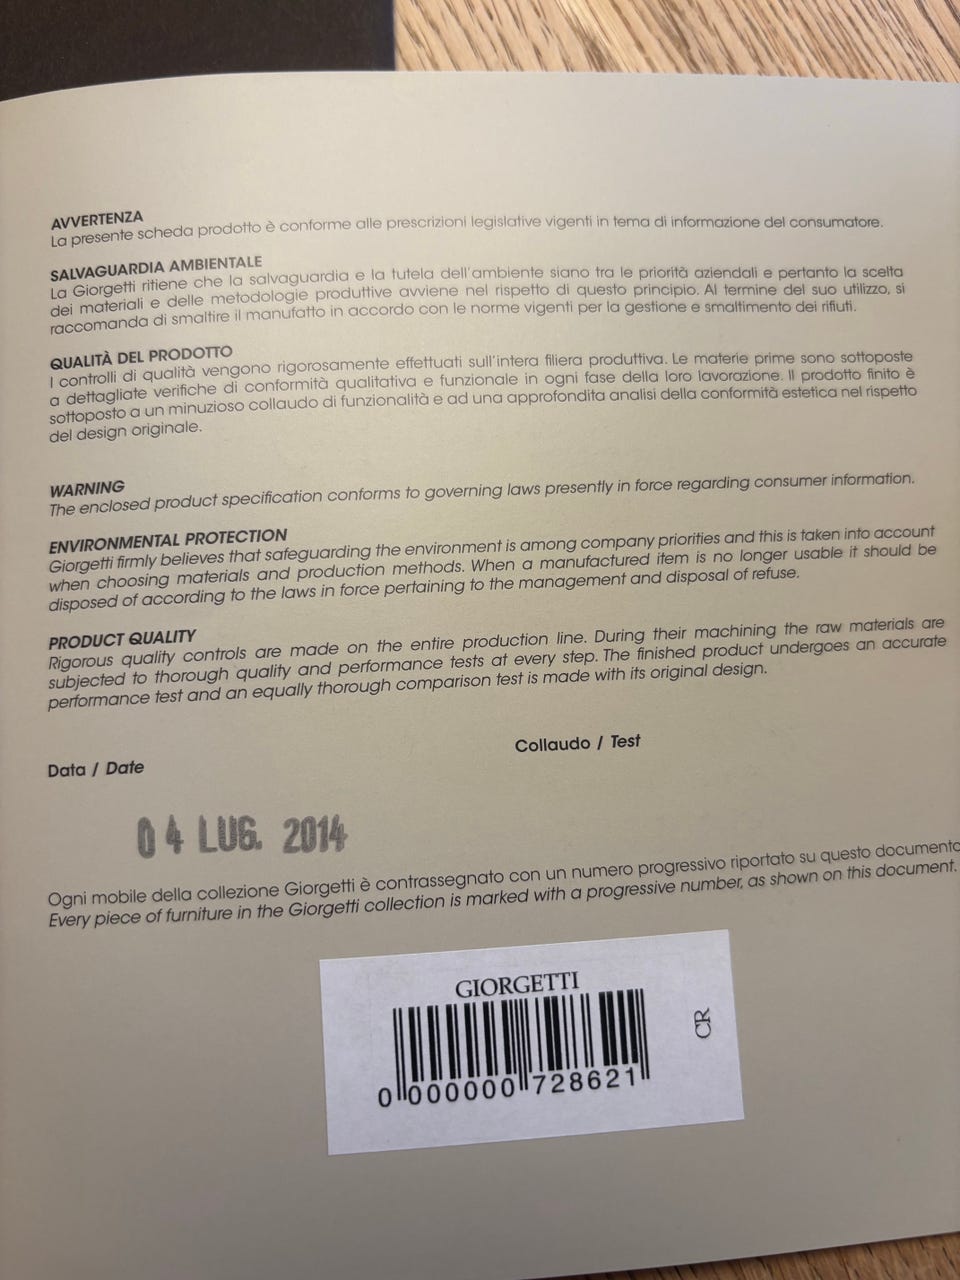 AVVERTENZA
La presente scheda prodotto è conforme alle prescrizioni legislative vigenti in tema di informazione del consumatore.
SALVAGUARDIA AMBIENTALE
La Giorgetti ritiene che la salvaguardia e la tutela dell'ambiente siano tra le priorità aziendali e pertanto la scelta
dei materiali e delle metodologie produttive avviene nel rispetto di questo principio. Al termine del suo utilizzo, si
raccomanda di smaltire il manufatto in accordo con le norme vigenti per la gestione e smaltimento dei rifiuti.
QUALITÀ DEL PRODOTTO
I controlli di qualità vengono rigorosamente effettuati sull'intera filiera produttiva. Le materie prime sono sottoposte
a dettagliate verifiche di conformità qualitativa e funzionale in ogni fase della loro lavorazione. Il prodotto finito è
sottoposto a un minuzioso collaudo di funzionalità e ad una approfondita analisi della conformità estetica nel rispetto
del design originale.
WARNING
The enclosed product specification conforms to governing laws presently in force regarding consumer information.
ENVIRONMENTAL PROTECTION
Giorgetti firmly believes that safeguarding the environment is among company priorities and this is taken into account
when choosing materials and production methods. When a manufactured item is no longer usable it should be
disposed of according to the laws in force pertaining to the management and disposal of refuse.
PRODUCT QUALITY
Rigorous quality controls are made on the entire production line. During their machining the raw materials are
subjected to thorough quality and performance tests at every step. The finished product undergoes an accurate
performance test and an equally thorough comparison test is made with its original design.
Data / Date
Collaudo / Test
04 LUG. 2014
Ogni mobile della collezione Giorgetti è contrassegnato con un numero progressivo riportato su questo documento
Every piece of furniture in the Giorgetti collection is marked with a progressive number, as shown on this document.
GIORGETTI
CR
0 000000 728621